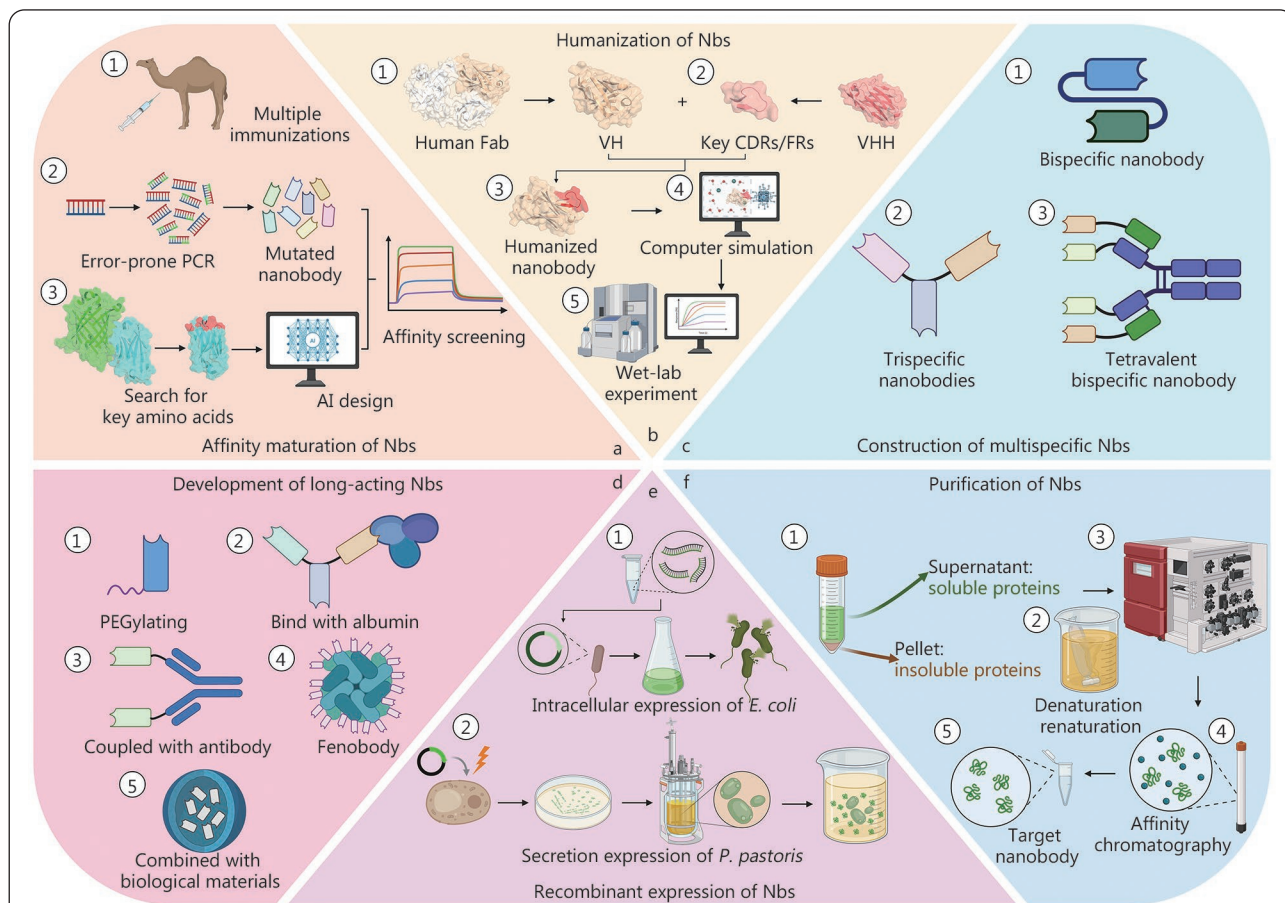 ①
Multiple
immunizations
②
Error-prone PCR
Mutated nanobody
③
Search for
key amino acids
AI
AI design
Affinity screening
Affinity maturation of Nbs
a
Humanization of Nbs
①
Human Fab
VH
+
②
Key CDRs/FRs
VHH
③
Humanized
nanobody
④
Computer simulation
⑤
Wet-lab
experiment
b
①
Bispecific nanobody
②
Trispecific
nanobodies
③
Tetravalent
bispecific nanobody
c
Construction of multispecific Nbs
Development of long-acting Nbs
d
①
PEGylating
②
Bind with albumin
③
Coupled with antibody
④
Fenobody
⑤
Combined with
biological materials
e
①
Intracellular expression of E. coli
②
Secretion expression of P. pastoris
Recombinant expression of Nbs
f
Purification of Nbs
①
Supernatant:
soluble proteins
Pellet:
insoluble proteins
②
Denaturation
renaturation
③
④
Affinity
chromatography
⑤
Target
nanobody